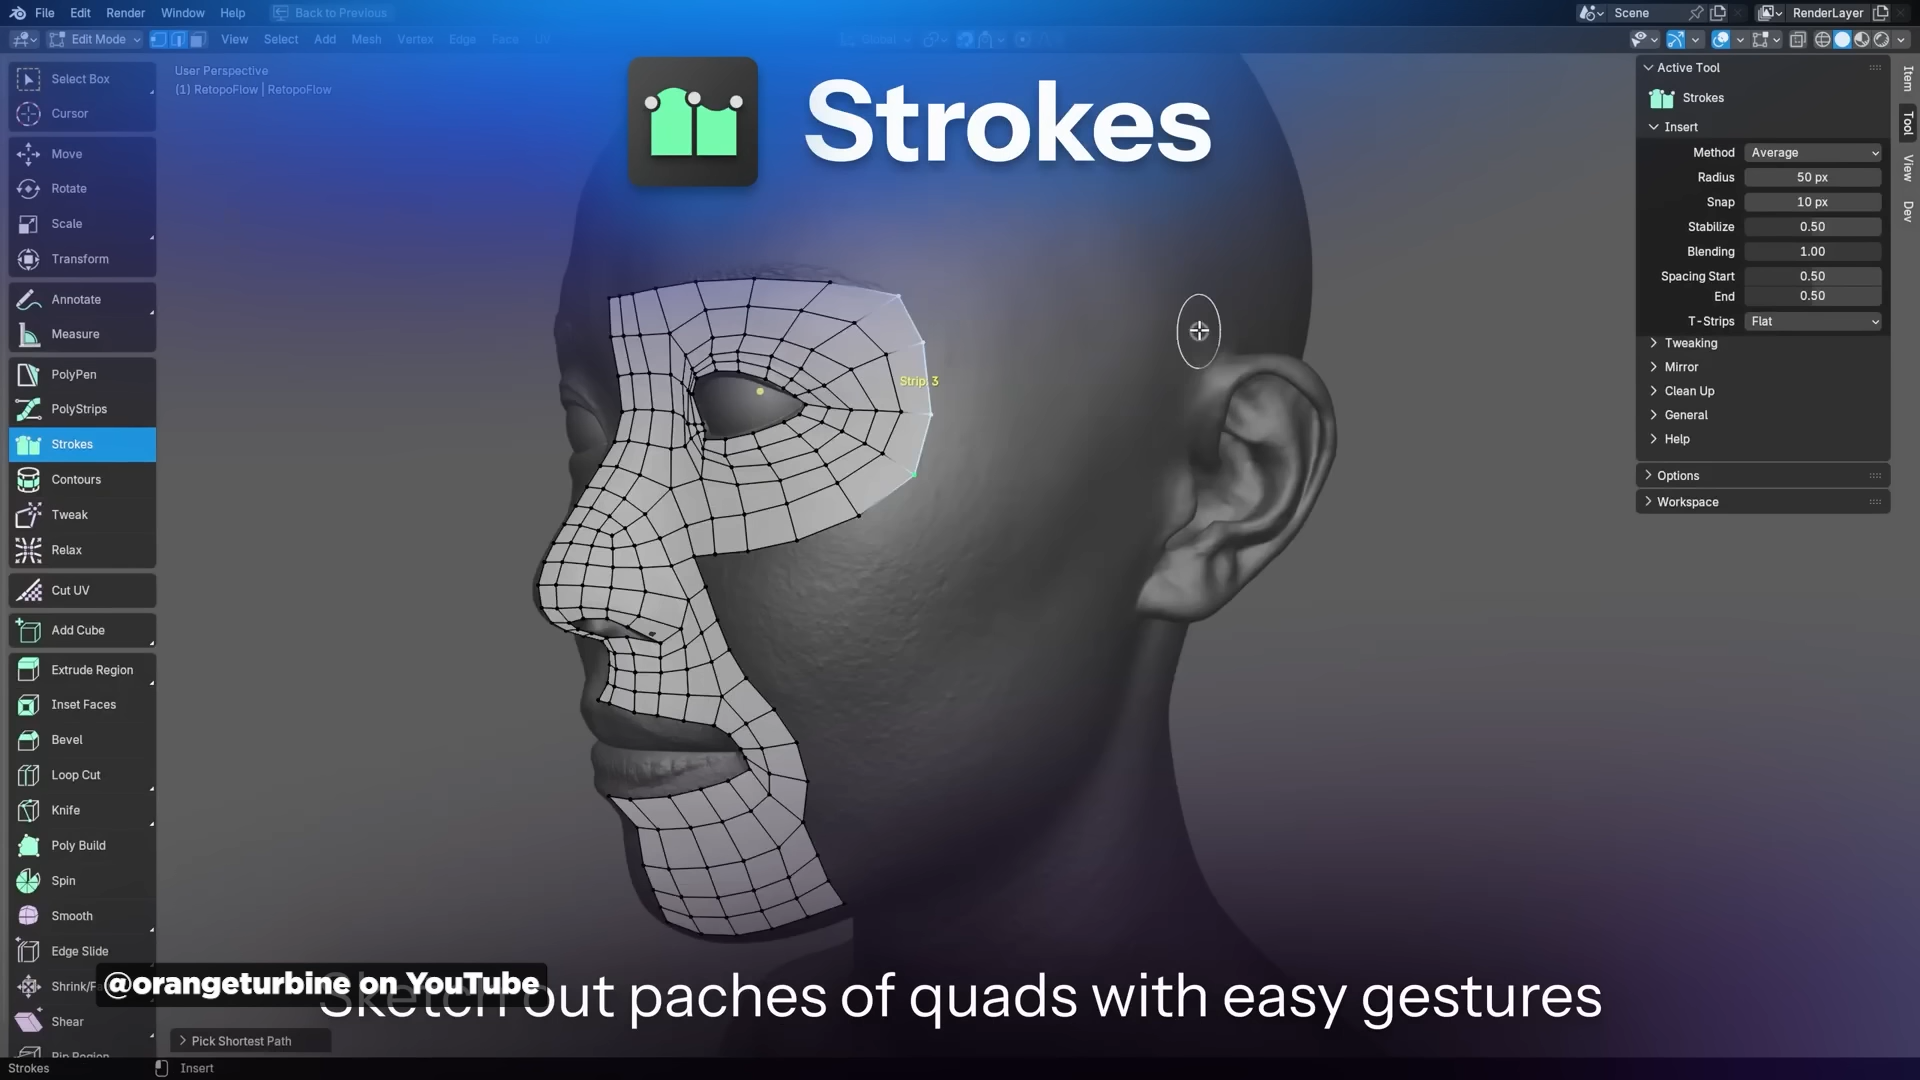 File Edit Render Window Help Back to Previous Scene RenderLayer
Edit Mode View Select Add Mesh Vertex Edge Face UV Global
User Perspective
(1) RetopoFlow | RetopoFlow
Strokes
Select Box
Cursor
Move
Rotate
Scale
Transform
Annotate
Measure
PolyPen
PolyStrips
Strokes
Contours
Tweak
Relax
Cut UV
Add Cube
Extrude Region
Inset Faces
Bevel
Loop Cut
Knife
Poly Build
Spin
Smooth
Edge Slide
Shrink/Fa
Shear
Rip Region
Strip: 3
Active Tool
Strokes
Insert
Method Average
Radius 50 px
Snap 10 px
Stabilize 0.50
Blending 1.00
Spacing Start 0.50
End 0.50
T-Strips Flat
Tweaking
Mirror
Clean Up
General
Help
Options
Workspace
Item
Tool
View
Dev
@orangeturbine on YouTube
Sketch out paches of quads with easy gestures
Pick Shortest Path
Strokes Insert